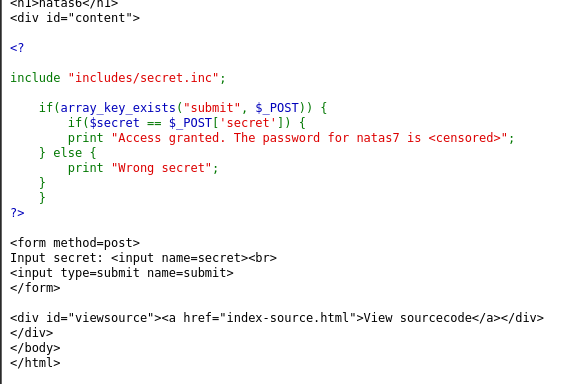 <h1>natas6</h1>
<div id="content">
<?
include "includes/secret.inc";
if(array_key_exists("submit", $_POST)) {
if($secret == $_POST['secret']) {
print "Access granted. The password for natas7 is <censored>";
} else {
print "Wrong secret";
}
}
?>
<form method=post>
Input secret: <input name=secret><br>
<input type=submit name=submit>
</form>
<div id="viewsource"><a href="index-source.html">View sourcecode</a></div>
</div>
</body>
</html>